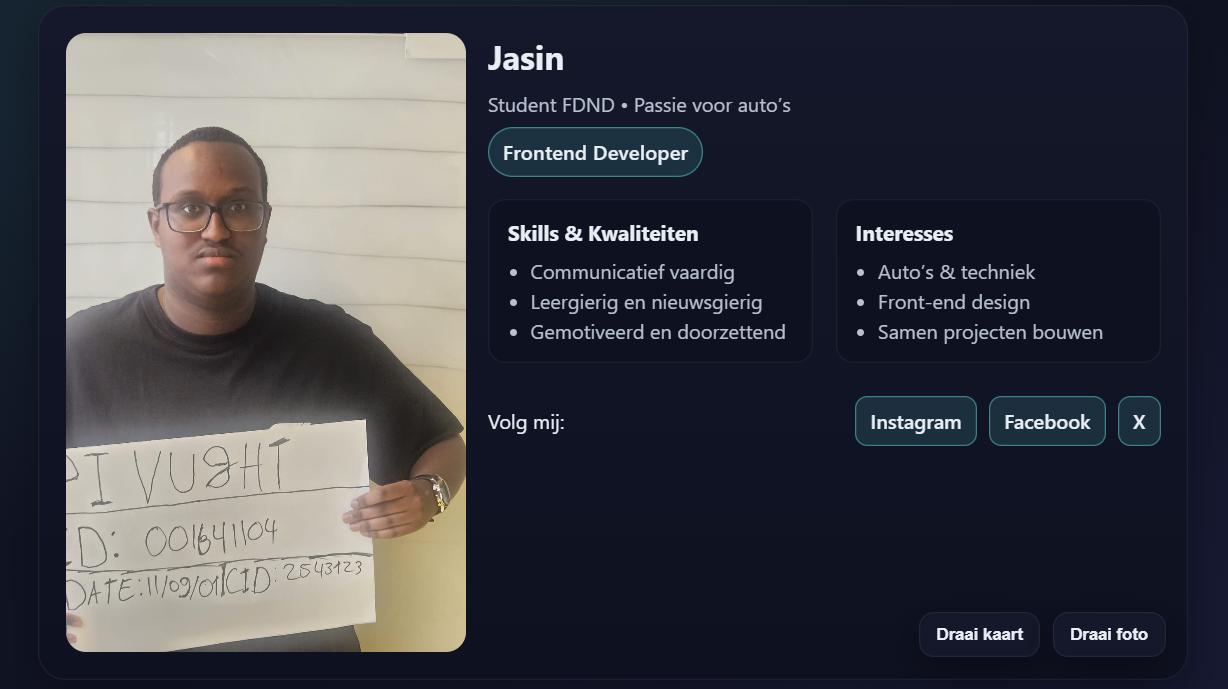 Jasin
Student FDND • Passie voor auto’s
Frontend Developer
Skills & Kwaliteiten
Communicatief vaardig
Leergierig en nieuwsgierig
Gemotiveerd en doorzettend
Interesses
Auto’s & techniek
Front-end design
Samen projecten bouwen
Volg mij:
Instagram
Facebook
X
PI VUGHT
ID: 001641104
DATE:11/09/01 CID: 2543123
Draai kaart
Draai foto